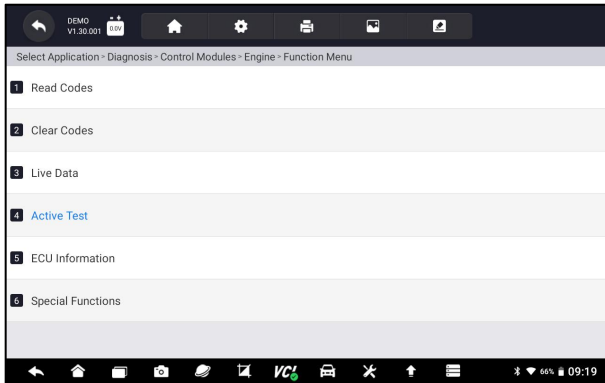 DEMO
V1.30.001
0.0V
Select Application > Diagnosis > Control Modules > Engine > Function Menu
1 Read Codes
2 Clear Codes
3 Live Data
4 Active Test
5 ECU Information
6 Special Functions
VCI
66% 09:19